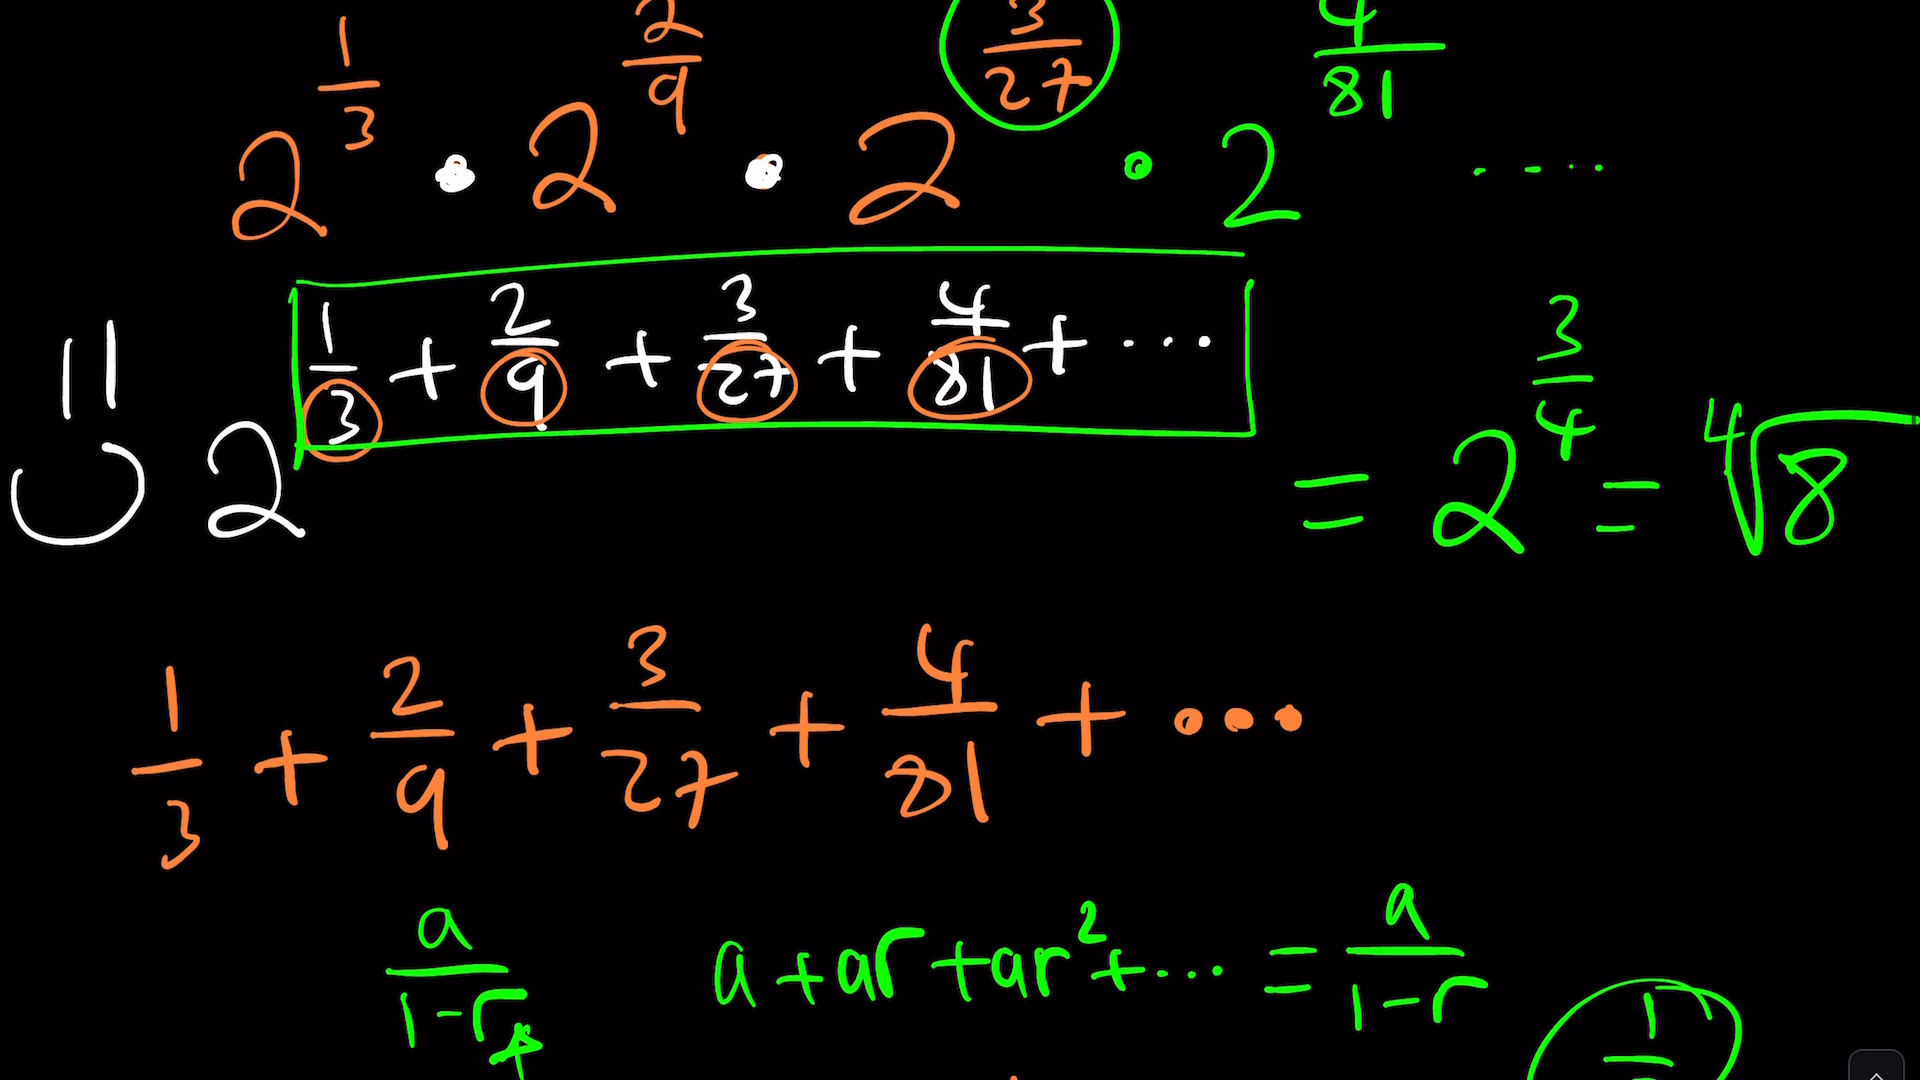 2^{1/3} · 2^{2/9} · 2^{3/27} · 2^{4/81} ....
= 2^{1/3 + 2/9 + 3/27 + 4/81 + ...} = 2^{3/4} = ∜8
1/3 + 2/9 + 3/27 + 4/81 + ...
a/(1-r) a + ar + ar² + ... = a/(1-r)